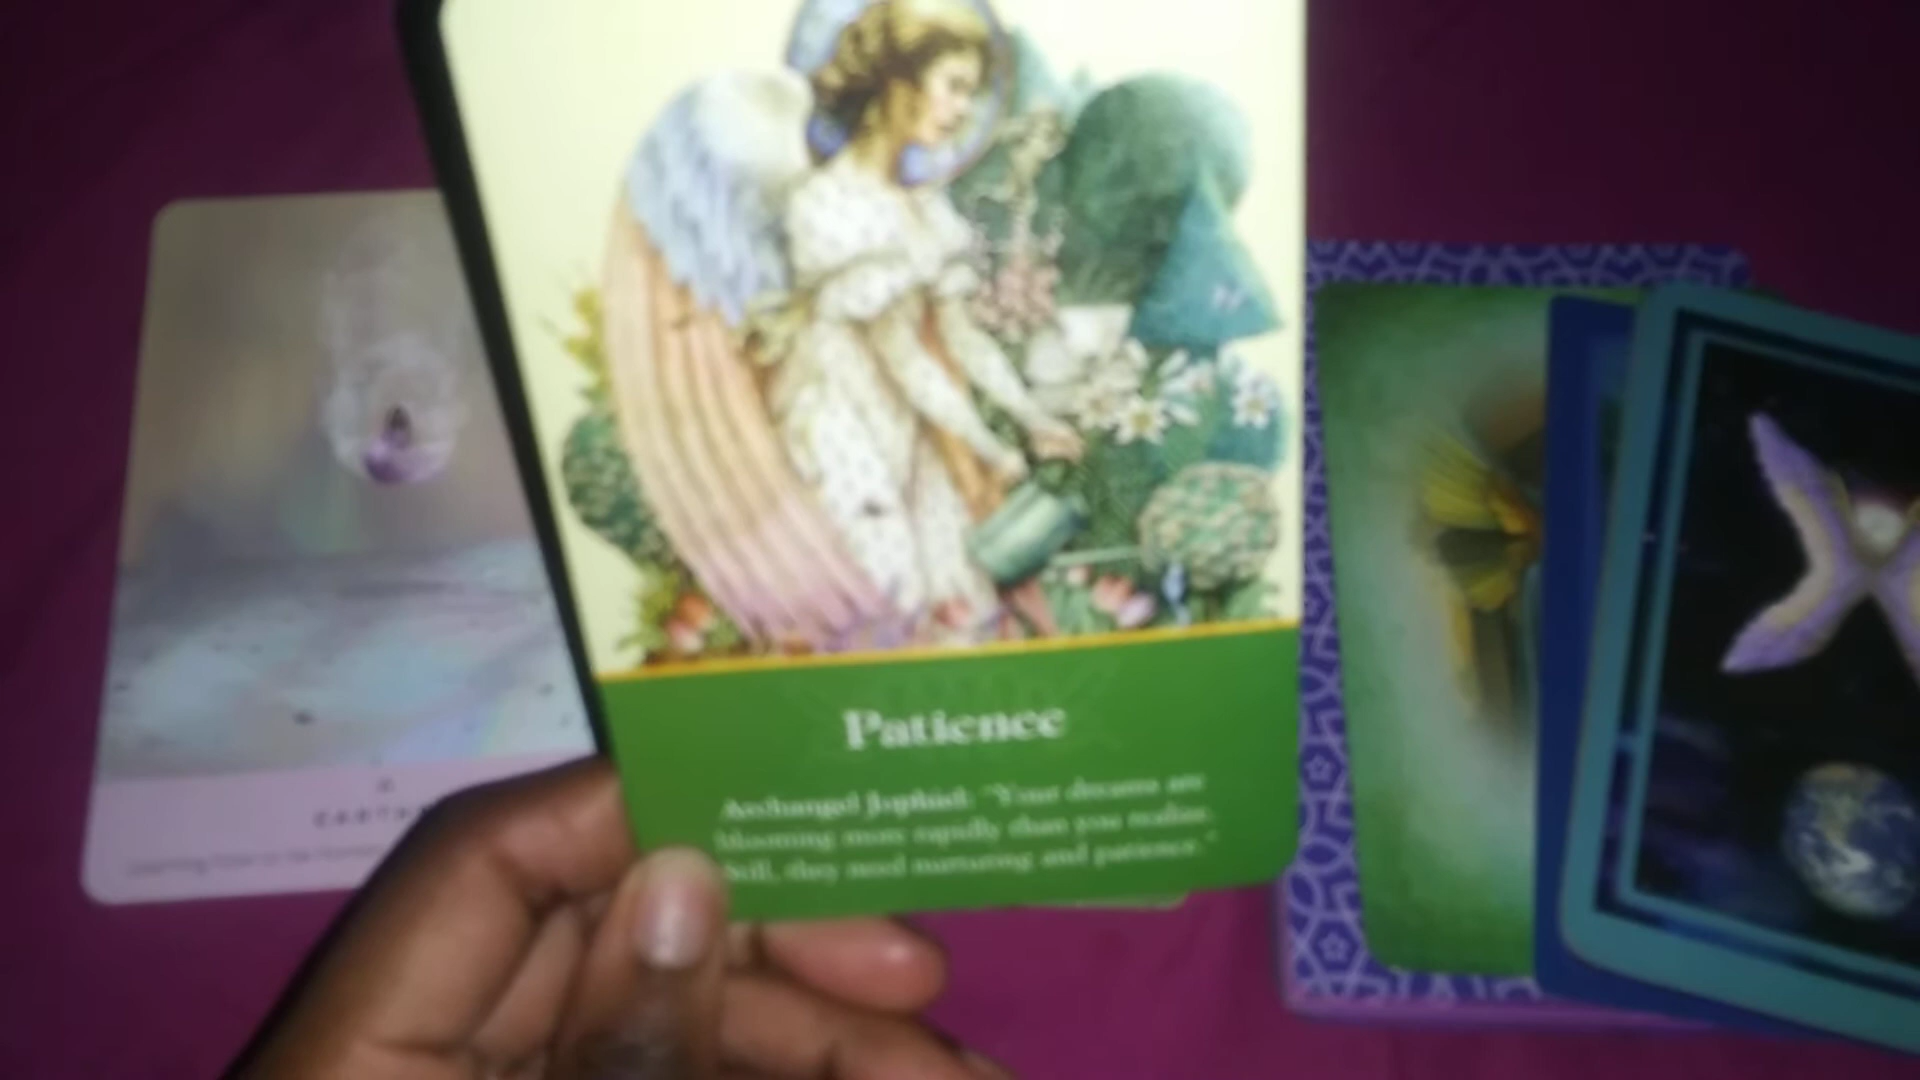 Patience
Archangel Jophiel: "Your dreams are
blooming more rapidly than you realize.
Still, they need nurturing and patience."